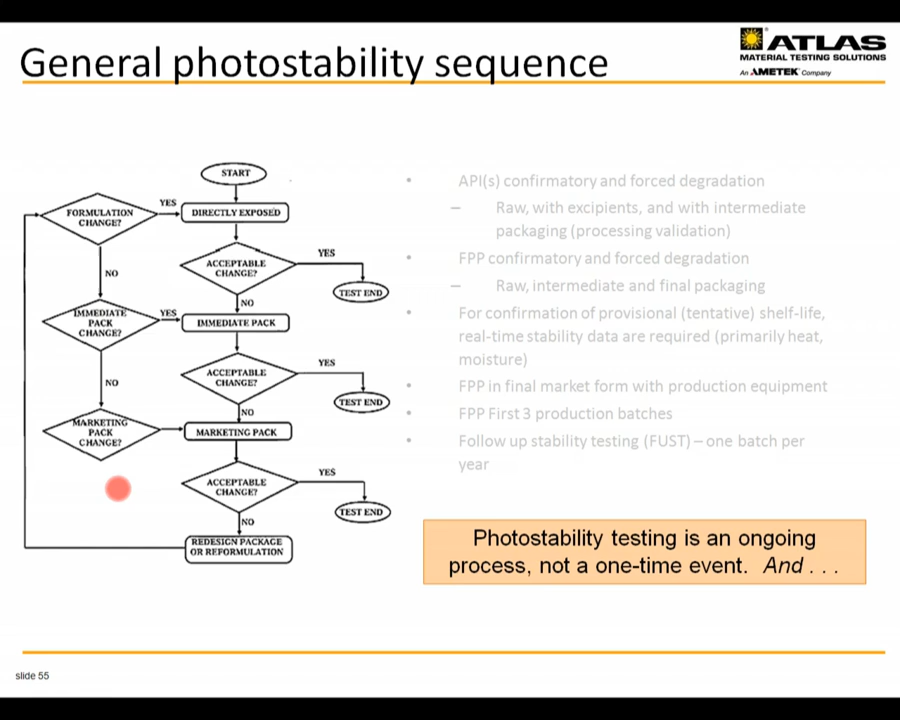 General photostability sequence
ATLAS
MATERIAL TESTING SOLUTIONS
An AMETEK Company
START
FORMULATION
CHANGE?
YES
DIRECTLY EXPOSED
ACCEPTABLE
CHANGE?
YES
TEST END
NO
NO
IMMEDIATE
PACK
CHANGE?
YES
IMMEDIATE PACK
ACCEPTABLE
CHANGE?
YES
TEST END
NO
NO
MARKETING
PACK
CHANGE?
MARKETING PACK
ACCEPTABLE
CHANGE?
YES
TEST END
NO
REDESIGN PACKAGE
OR REFORMULATION
• API(s) confirmatory and forced degradation
– Raw, with excipients, and with intermediate
packaging (processing validation)
• FPP confirmatory and forced degradation
– Raw, intermediate and final packaging
• For confirmation of provisional (tentative) shelf-life,
real-time stability data are required (primarily heat,
moisture)
• FPP in final market form with production equipment
• FPP First 3 production batches
• Follow up stability testing (FUST) – one batch per
year
Photostability testing is an ongoing
process, not a one-time event. And . . .
slide 55